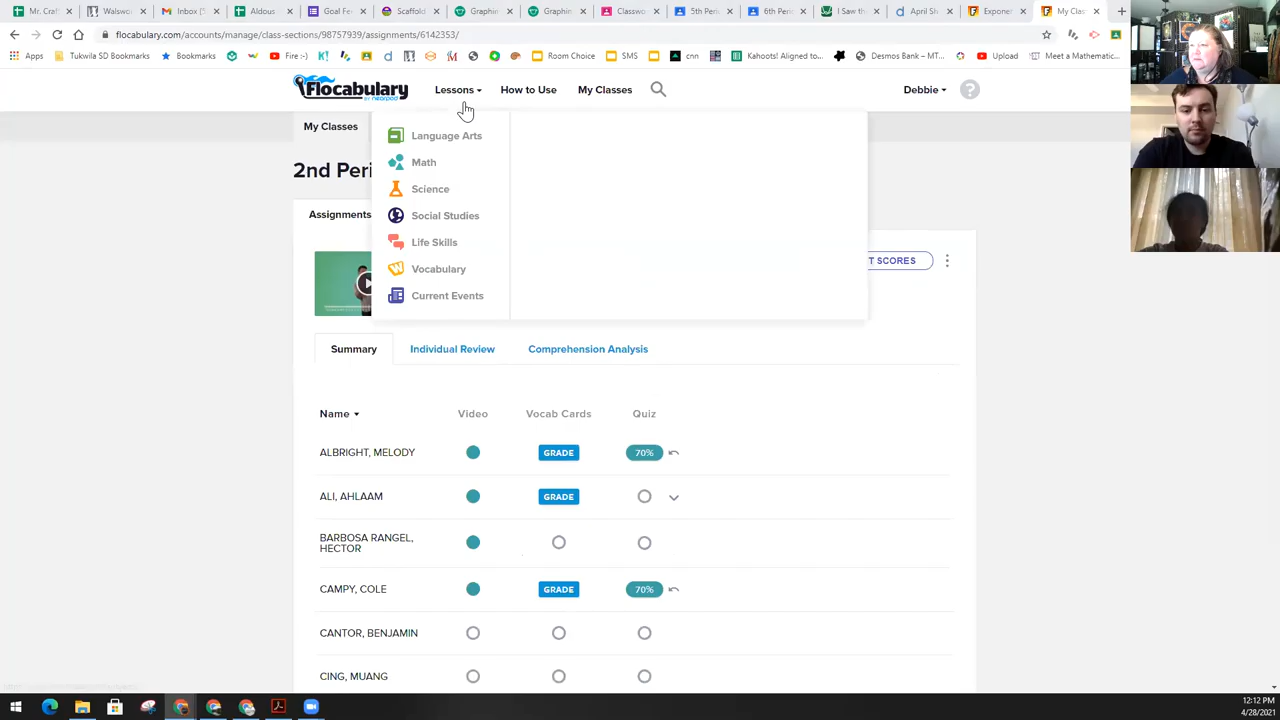 Mr. Craf
Walswor
Inbox (
Aldous
Goal Fe
Scaffold
Graphin
Graphin
Classwo
5th Peri
6th Peri
I Saw th
April Sh
Exponen
My Clas
flocabulary.com/accounts/manage/class-sections/98757939/assignments/6142353/
Apps
Tukwila SD Bookmarks
Bookmarks
Fire :-)
Room Choice
SMS
cnn
Kahoots! Aligned to...
Desmos Bank – MT...
Upload
Meet a Mathematic...
Flocabulary
BY nearpod
Lessons
How to Use
My Classes
Debbie
?
My Classes
Language Arts
Math
Science
Social Studies
Life Skills
Vocabulary
Current Events
2nd Peri
Assignments
T SCORES
Summary
Individual Review
Comprehension Analysis
Name
Video
Vocab Cards
Quiz
ALBRIGHT, MELODY
GRADE
70%
ALI, AHLAAM
GRADE
BARBOSA RANGEL,
HECTOR
CAMPY, COLE
GRADE
70%
CANTOR, BENJAMIN
CING, MUANG
12:12 PM
4/28/2021